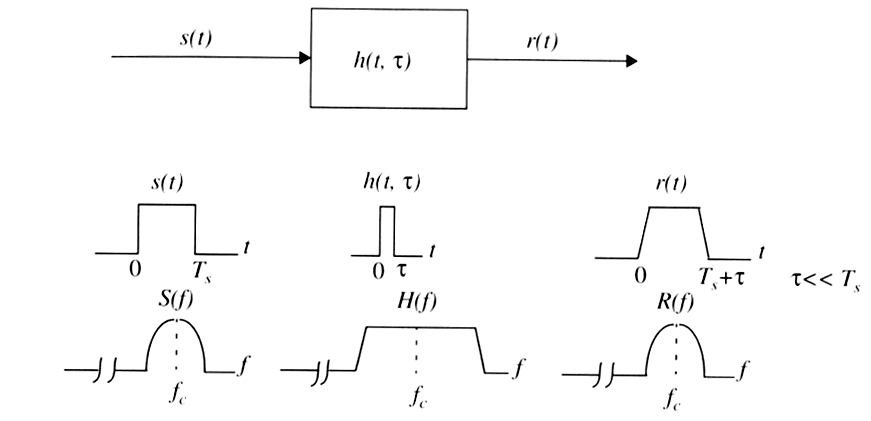 s(t) r(t)
h(t, τ)
s(t) h(t, τ) r(t)
t t t
0 T_s 0 τ 0 T_s+τ τ<< T_s
S(f) H(f) R(f)
f f f
f_c f_c f_c